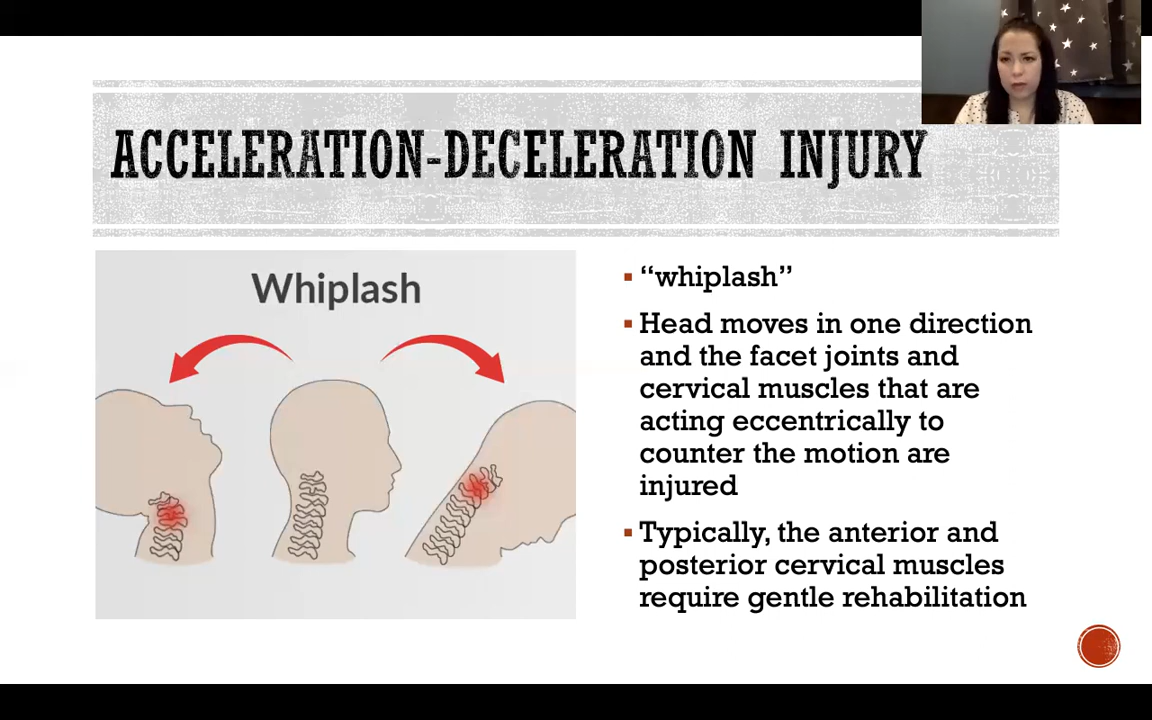 ACCELERATION-DECELERATION INJURY
Whiplash
“whiplash”
Head moves in one direction
and the facet joints and
cervical muscles that are
acting eccentrically to
counter the motion are
injured
Typically, the anterior and
posterior cervical muscles
require gentle rehabilitation